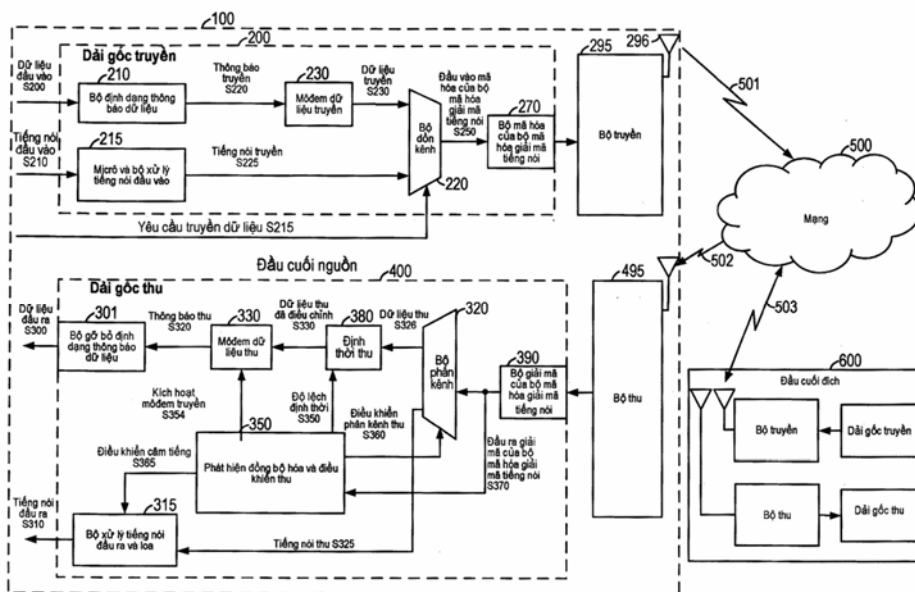 100
200
Dải gốc truyền
Dữ liệu
đầu vào
S200
210
Bộ định dạng thông
báo dữ liệu
Thông báo
truyền
S220
230
Môđem dữ
liệu truyền
Dữ liệu
truyền
S230
Bộ
dồn
kênh
220
Đầu vào mã
hóa của bộ
mã hóa
giải mã
tiếng nói
S250
270
Bộ mã hóa của bộ
mã hóa giải mã
tiếng nói
295
Bộ truyền
296
501
Tiếng nói
đầu vào
S210
215
Micrô và bộ xử lý
tiếng nói đầu vào
Tiếng nói truyền
S225
Yêu cầu truyền dữ liệu S215
500
Mạng
502
503
Đầu cuối nguồn
400
Dải gốc thu
Dữ liệu
đầu ra
S300
301
Bộ gỡ bỏ định
dạng thông báo
dữ liệu
Thông báo thu
S320
330
Môđem dữ
liệu thu
Dữ liệu thu
đã điều chỉnh
S330
380
Định
thời thu
Dữ liệu thu
S326
320
Bộ phân
kênh
390
Bộ giải mã của bộ
mã hóa giải mã
tiếng nói
495
Bộ thu
Kích hoạt
môđem truyền
S354
Độ lệch
định thời
S350
Điều khiển
phân kênh thu
S360
350
Phát hiện đồng bộ hóa và điều
khiển thu
Đầu ra giải
mã của bộ
mã hóa giải
mã tiếng nói
S370
Điều khiển câm tiếng
S365
Tiếng nói
đầu ra
S310
315
Bộ xử lý tiếng nói
đầu ra và loa
Tiếng nói thu S325
600
Đầu cuối đích
Bộ truyền
Dải gốc truyền
Bộ thu
Dải gốc thu